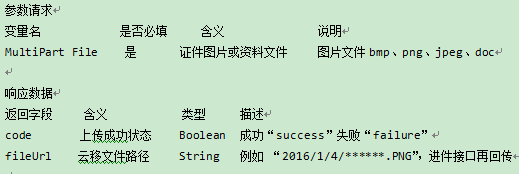 参数请求
变量名 是否必填 含义 说明
MultiPart File 是 证件图片或资料文件 图片文件 bmp、png、jpeg、doc
响应数据
返回字段 含义 类型 描述
code 上传成功状态 Boolean 成功“success”失败“failure”
fileUrl 云移文件路径 String 例如 “2016/1/4/******.PNG”，进件接口再回传